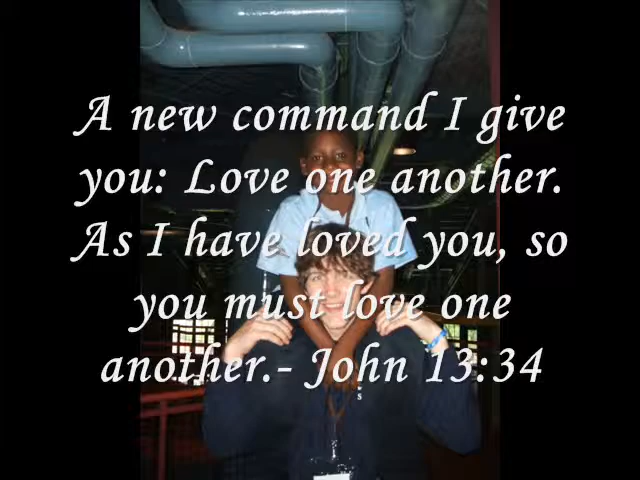 A new command I give
you: Love one another.
As I have loved you, so
you must love one
another.- John 13:34